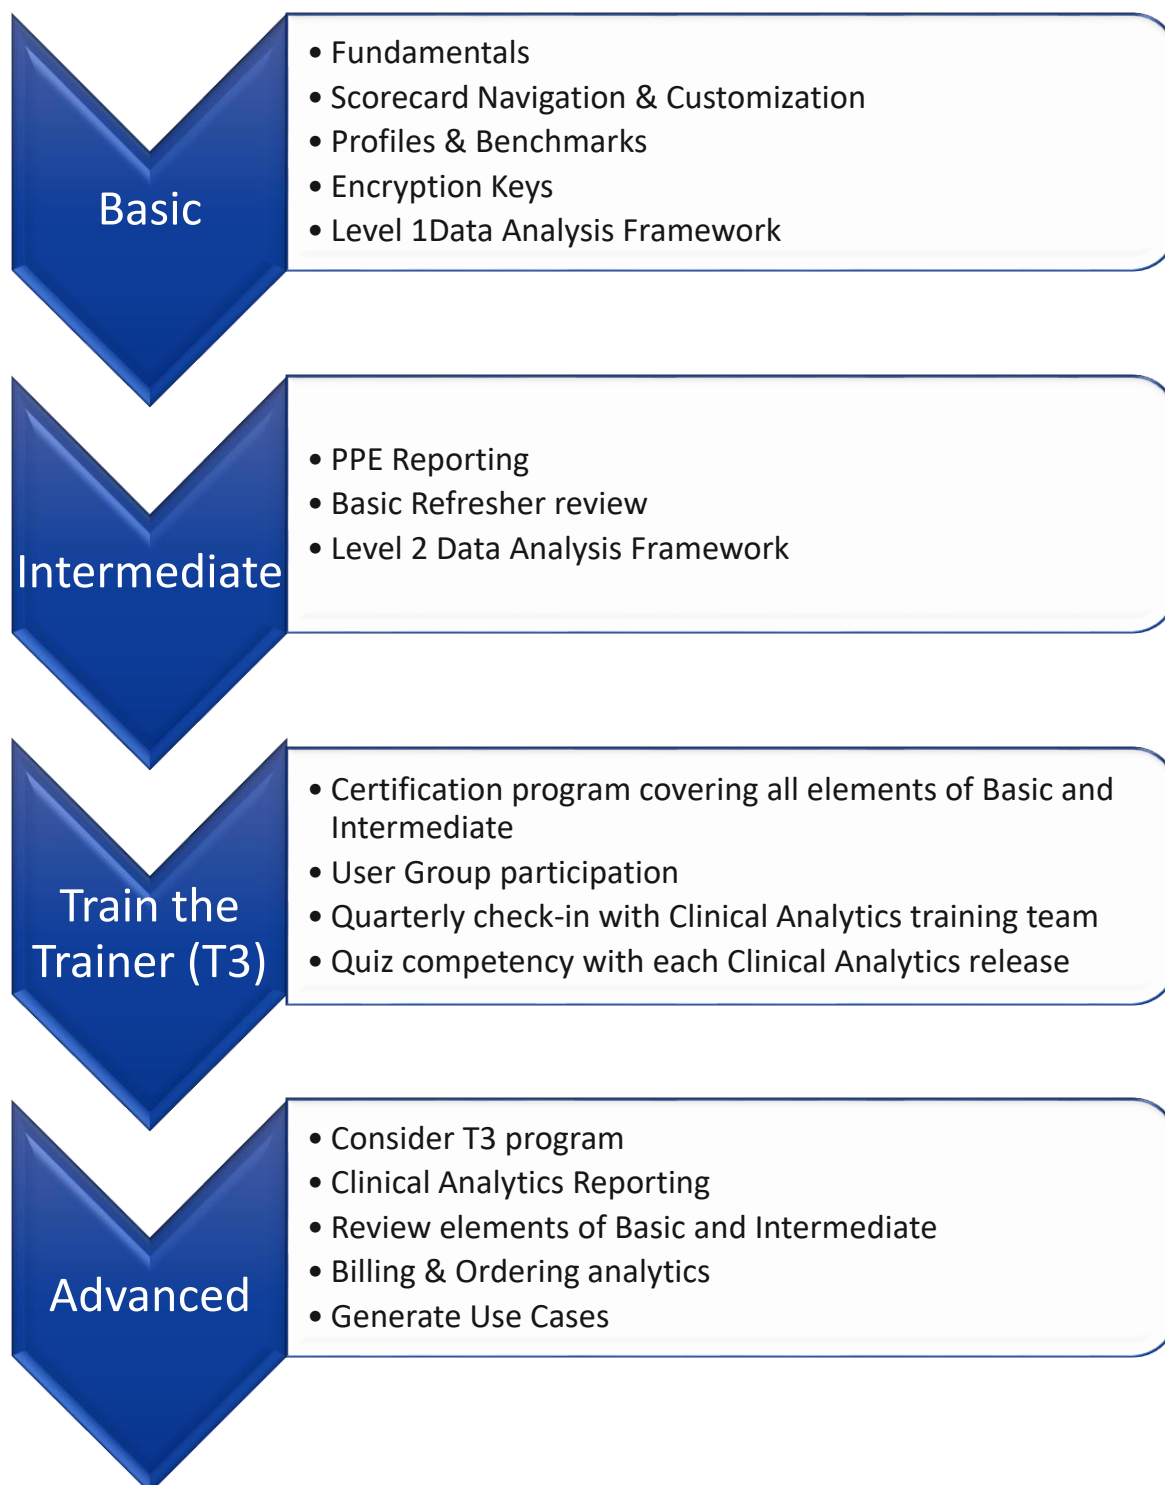 Basic
• Fundamentals
• Scorecard Navigation & Customization
• Profiles & Benchmarks
• Encryption Keys
• Level 1Data Analysis Framework
Intermediate
• PPE Reporting
• Basic Refresher review
• Level 2 Data Analysis Framework
Train the
Trainer (T3)
• Certification program covering all elements of Basic and
Intermediate
• User Group participation
• Quarterly check-in with Clinical Analytics training team
• Quiz competency with each Clinical Analytics release
Advanced
• Consider T3 program
• Clinical Analytics Reporting
• Review elements of Basic and Intermediate
• Billing & Ordering analytics
• Generate Use Cases